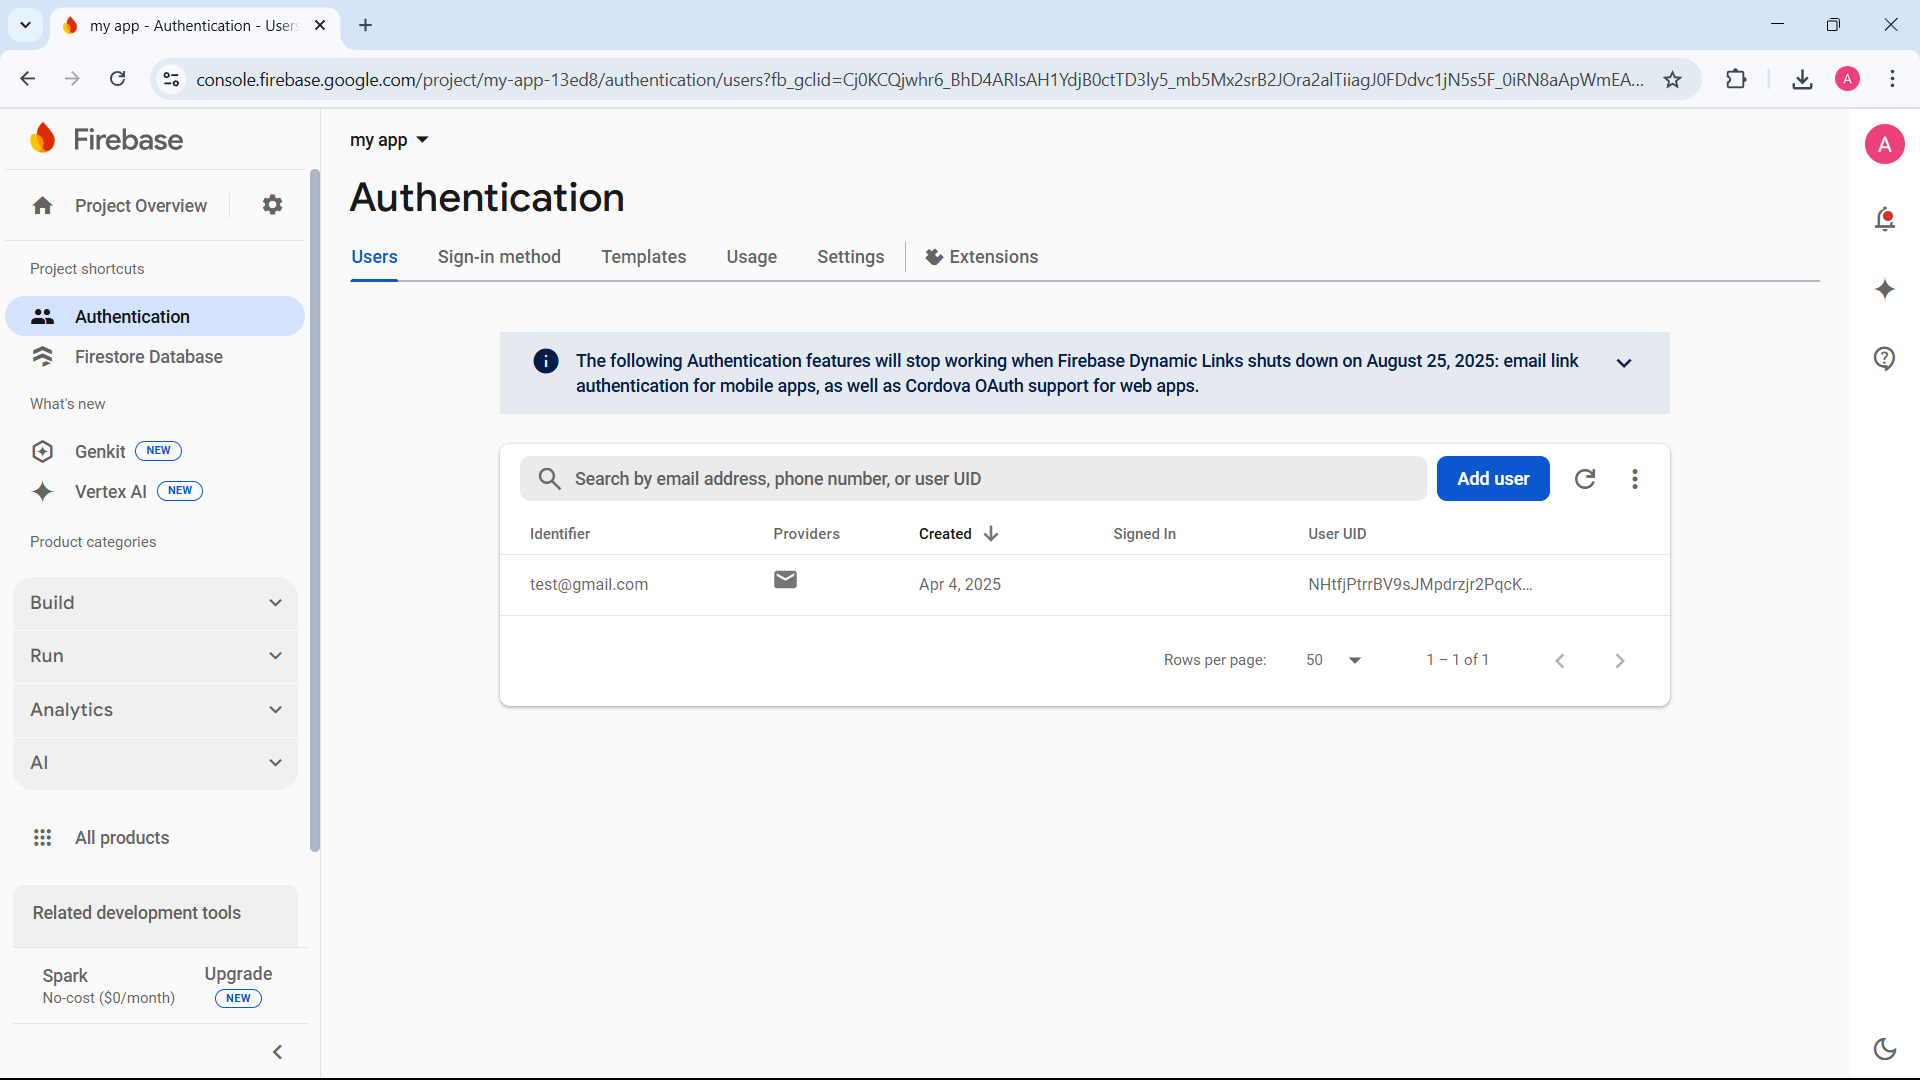 my app - Authentication - Users
console.firebase.google.com/project/my-app-13ed8/authentication/users?fb_gclid=Cj0KCQjwhr6_BhD4ARIsAH1YdjB0ctTD3ly5_mb5Mx2srB2JOra2alTiiagJ0FDdvc1jN5s5F_0iRN8aApWmEA...
A
Firebase
my app
A
Authentication
Project Overview
Users
Sign-in method
Templates
Usage
Settings
Extensions
Project shortcuts
Authentication
Firestore Database
The following Authentication features will stop working when Firebase Dynamic Links shuts down on August 25, 2025: email link
authentication for mobile apps, as well as Cordova OAuth support for web apps.
What's new
Genkit NEW
Vertex AI NEW
Search by email address, phone number, or user UID
Add user
Product categories
Identifier Providers Created Signed In User UID
test@gmail.com Apr 4, 2025 NHtfjPtrrBV9sJMpdrzjr2PqcK...
Build
Run
Rows per page: 50 1 – 1 of 1
Analytics
AI
All products
Related development tools
Spark
No-cost ($0/month)
Upgrade
NEW